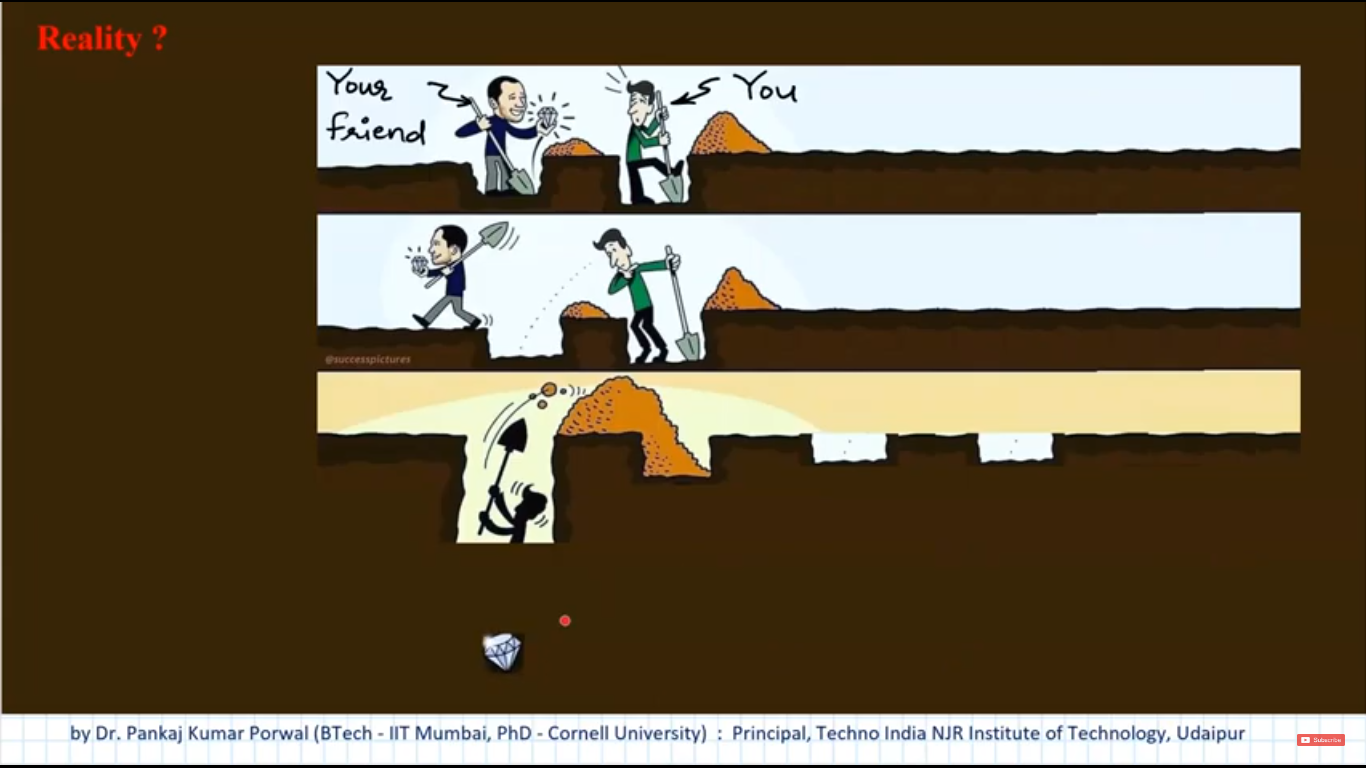 Reality ?
Your
friend
You
@successpictures
by Dr. Pankaj Kumar Porwal (BTech - IIT Mumbai, PhD - Cornell University) : Principal, Techno India NJR Institute of Technology, Udaipur
Subscribe